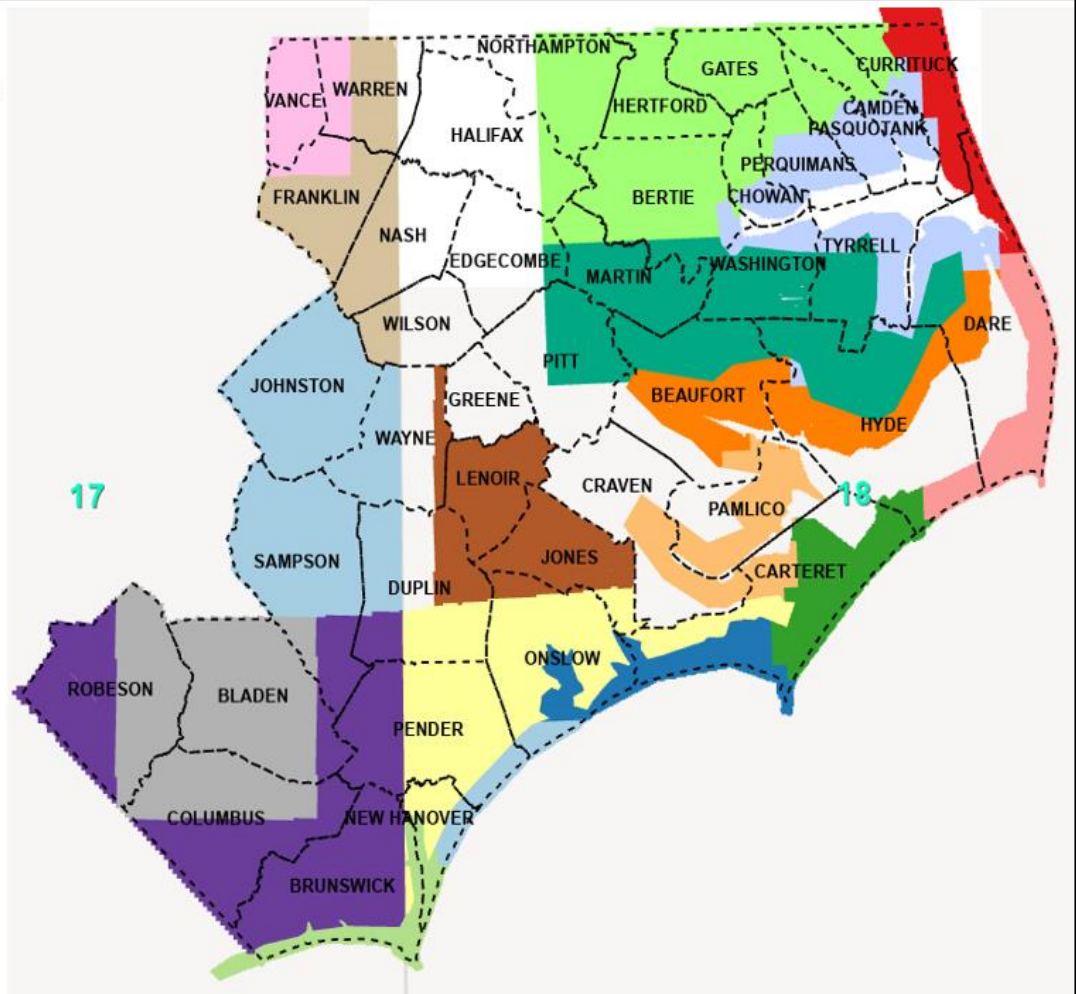 NORTHAMPTON
GATES
CURRITUCK
VANCE
WARREN
HERTFORD
CAMDEN
HALIFAX
PASQUOTANK
PERQUIMANS
FRANKLIN
BERTIE
CHOWAN
NASH
TYRRELL
EDGECOMBE
WASHINGTON
MARTIN
WILSON
DARE
PITT
JOHNSTON
GREENE
BEAUFORT
HYDE
WAYNE
LENOIR
CRAVEN
17
18
PAMLICO
SAMPSON
JONES
CARTERET
DUPLIN
ONSLOW
ROBESON
BLADEN
PENDER
COLUMBUS
NEW HANOVER
BRUNSWICK